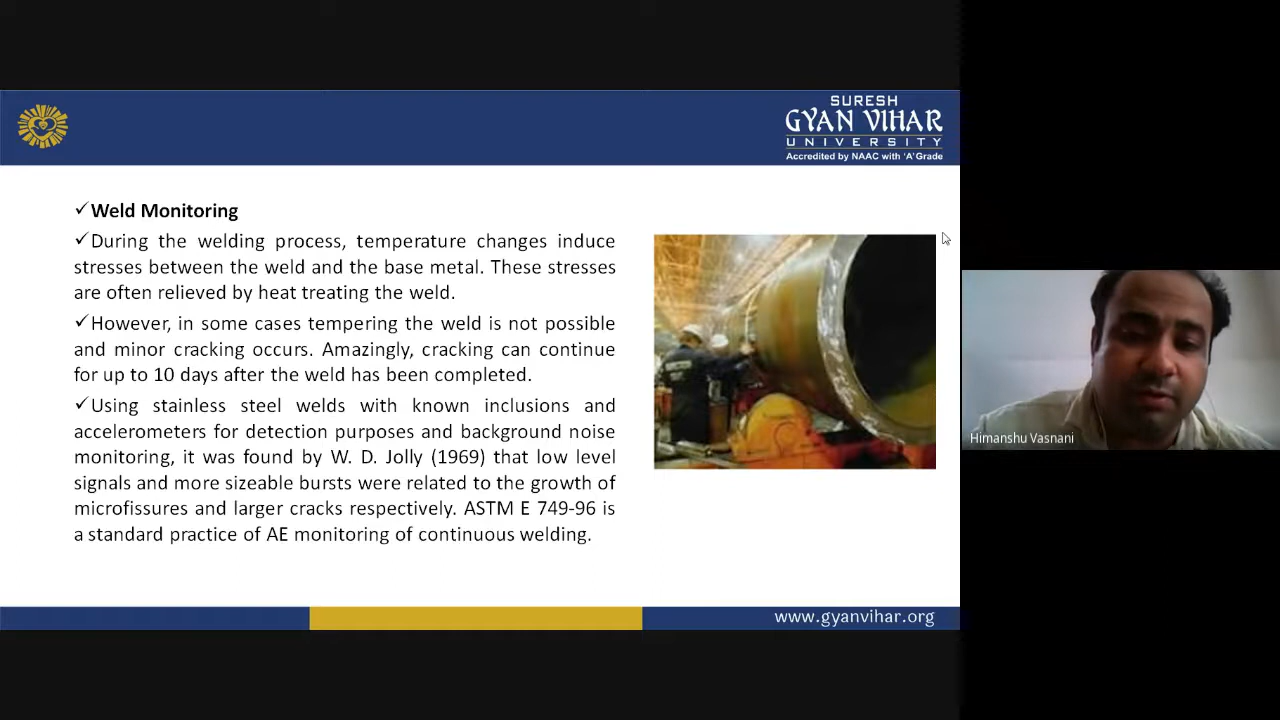 SURESH
GYAN VIHAR
UNIVERSITY
Accredited by NAAC with 'A' Grade
✓Weld Monitoring
✓During the welding process, temperature changes induce
stresses between the weld and the base metal. These stresses
are often relieved by heat treating the weld.
✓However, in some cases tempering the weld is not possible
and minor cracking occurs. Amazingly, cracking can continue
for up to 10 days after the weld has been completed.
✓Using stainless steel welds with known inclusions and
accelerometers for detection purposes and background noise
monitoring, it was found by W. D. Jolly (1969) that low level
signals and more sizeable bursts were related to the growth of
microfissures and larger cracks respectively. ASTM E 749-96 is
a standard practice of AE monitoring of continuous welding.
Himanshu Vasnani
www.gyanvihar.org